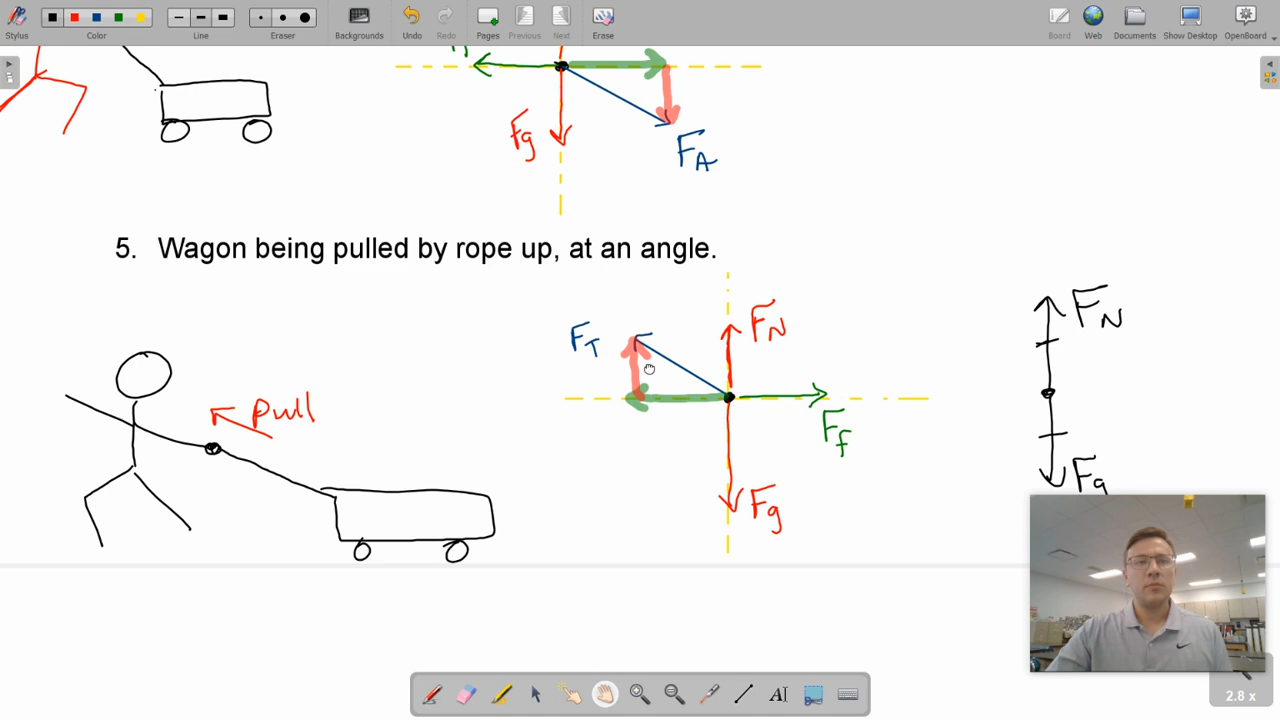 Stylus
Color
Line
Eraser
Backgrounds
Undo
Redo
Pages
Previous
Next
Erase
Board
Web
Documents
Show Desktop
OpenBoard
Fg
FA
5. Wagon being pulled by rope up, at an angle.
FT
FN
FN
Pull
Ff
Fg
Fg
AI
2.8 x